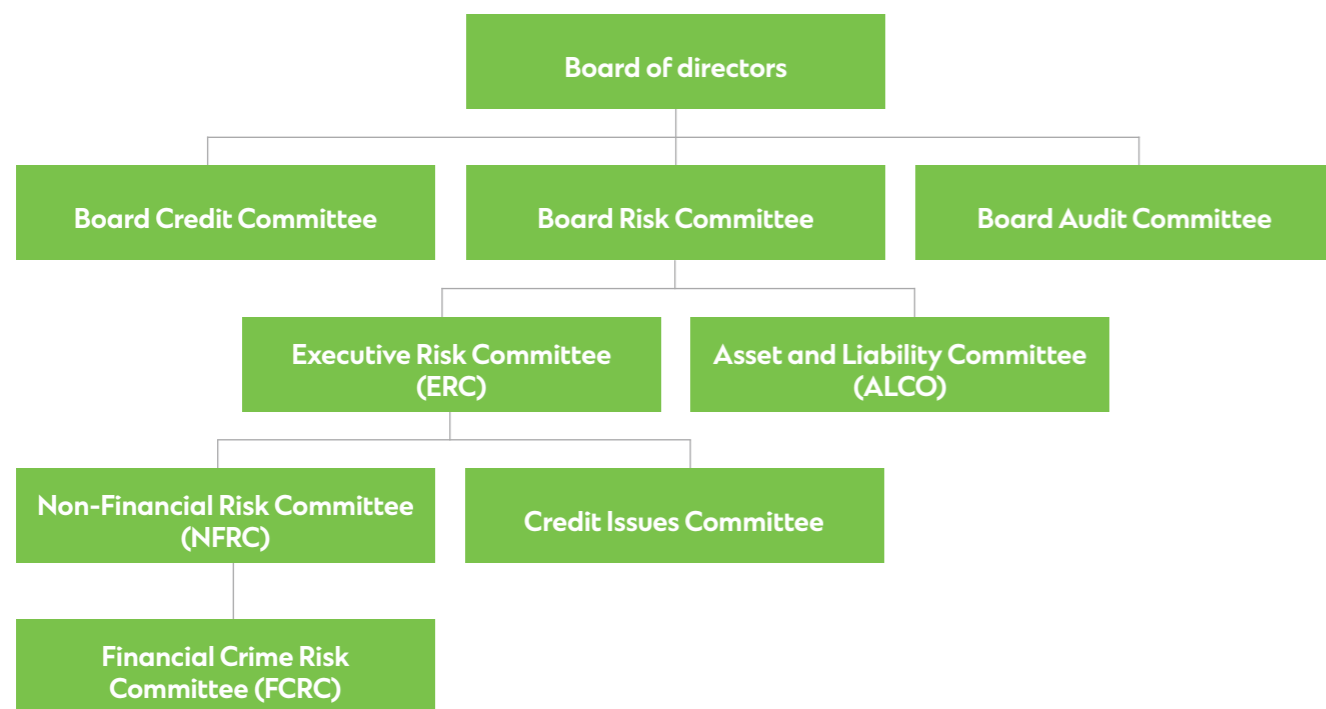 Board of directors
Board Credit Committee
Board Risk Committee
Board Audit Committee
Executive Risk Committee
(ERC)
Asset and Liability Committee
(ALCO)
Non-Financial Risk Committee
(NFRC)
Credit Issues Committee
Financial Crime Risk
Committee (FCRC)